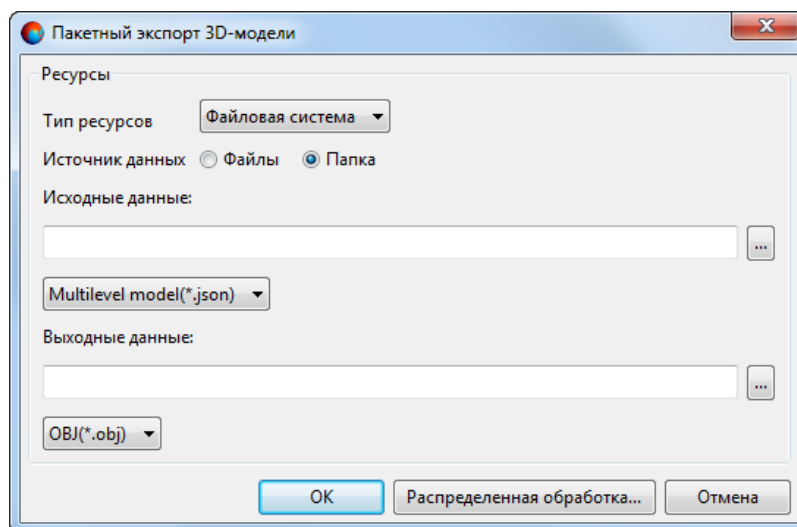 Пакетный экспорт 3D-модели
Ресурсы
Тип ресурсов Файловая система
Источник данных Файлы Папка
Исходные данные:
...
Multilevel model(*.json)
Выходные данные:
...
OBJ(*.obj)
OK Распределенная обработка... Отмена